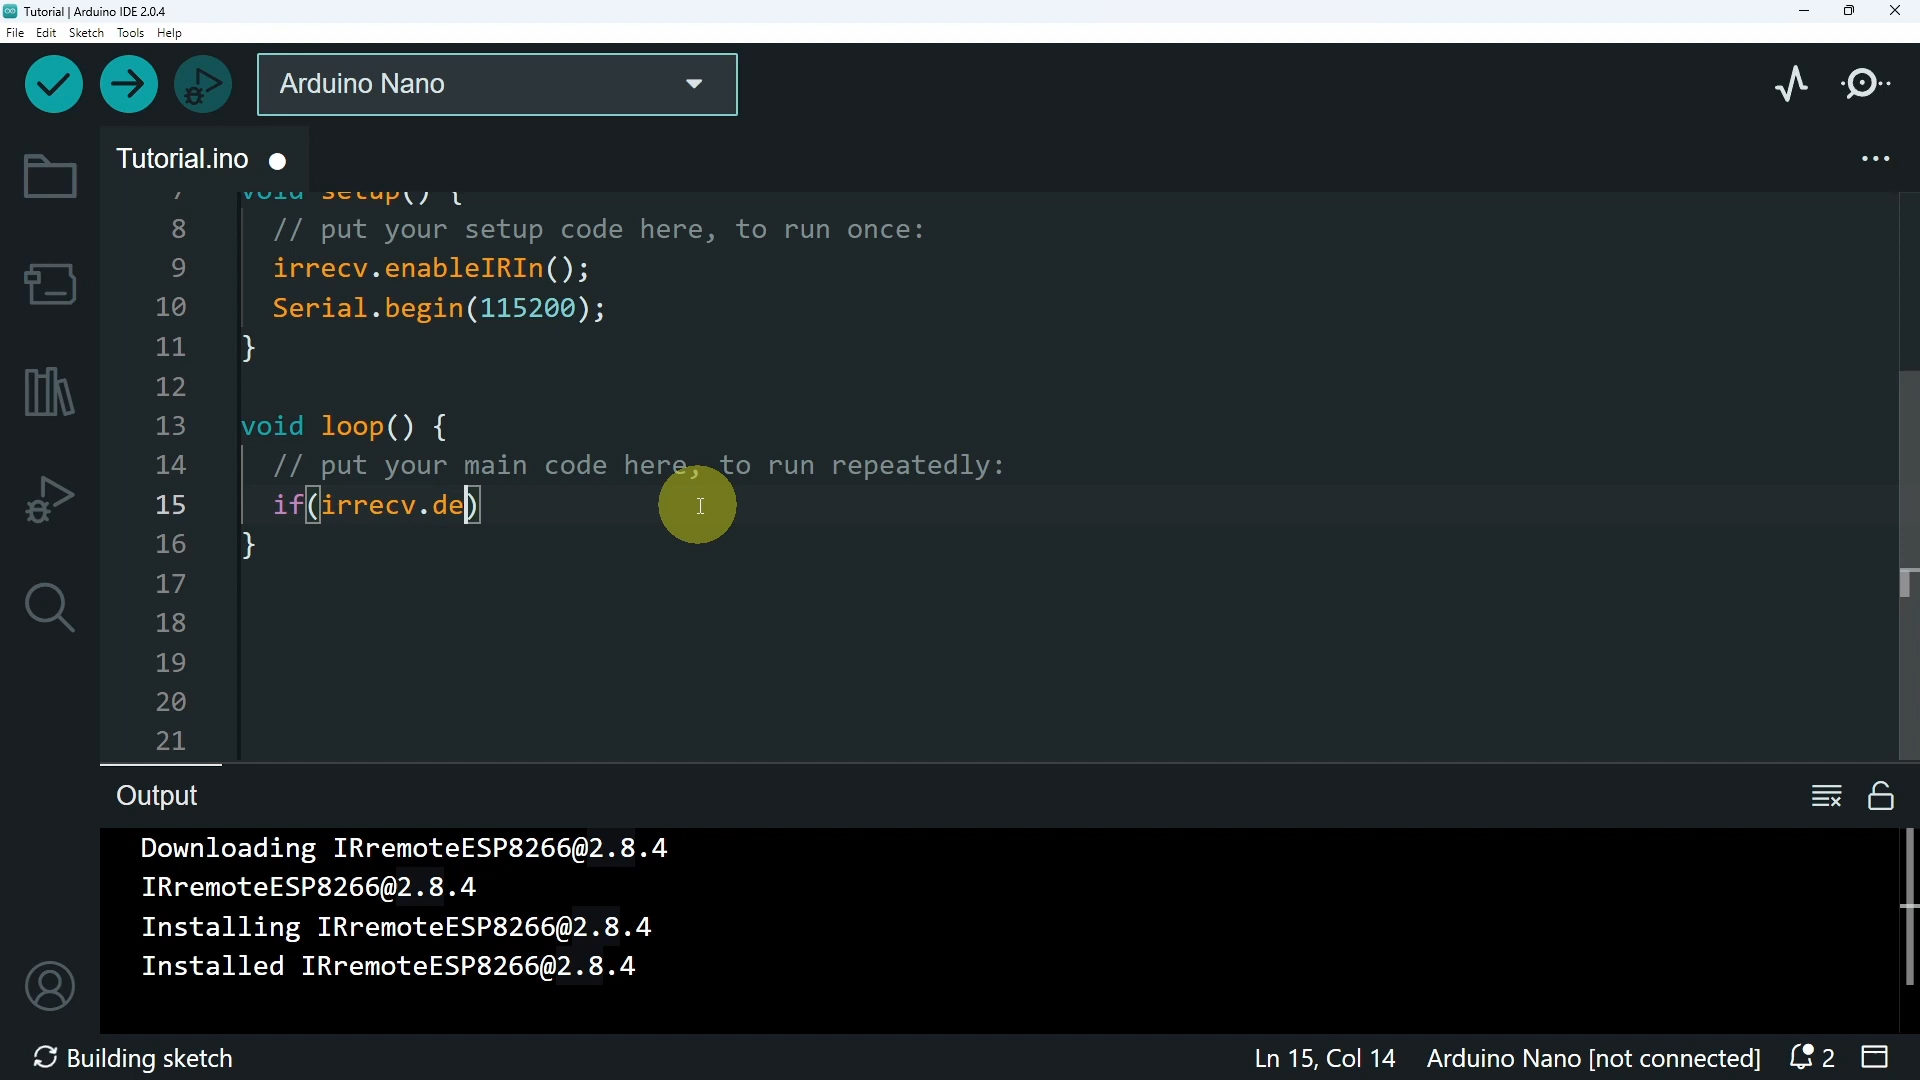 Tutorial | Arduino IDE 2.0.4
File Edit Sketch Tools Help
Arduino Nano
Tutorial.ino
7 void setup() {
8 // put your setup code here, to run once:
9 irrecv.enableIRIn();
10 Serial.begin(115200);
11 }
12
13 void loop() {
14 // put your main code here, to run repeatedly:
15 if(irrecv.de)
16 }
17
18
19
20
21
Output
Downloading IRremoteESP8266@2.8.4
IRremoteESP8266@2.8.4
Installing IRremoteESP8266@2.8.4
Installed IRremoteESP8266@2.8.4
Building sketch Ln 15, Col 14 Arduino Nano [not connected] 2